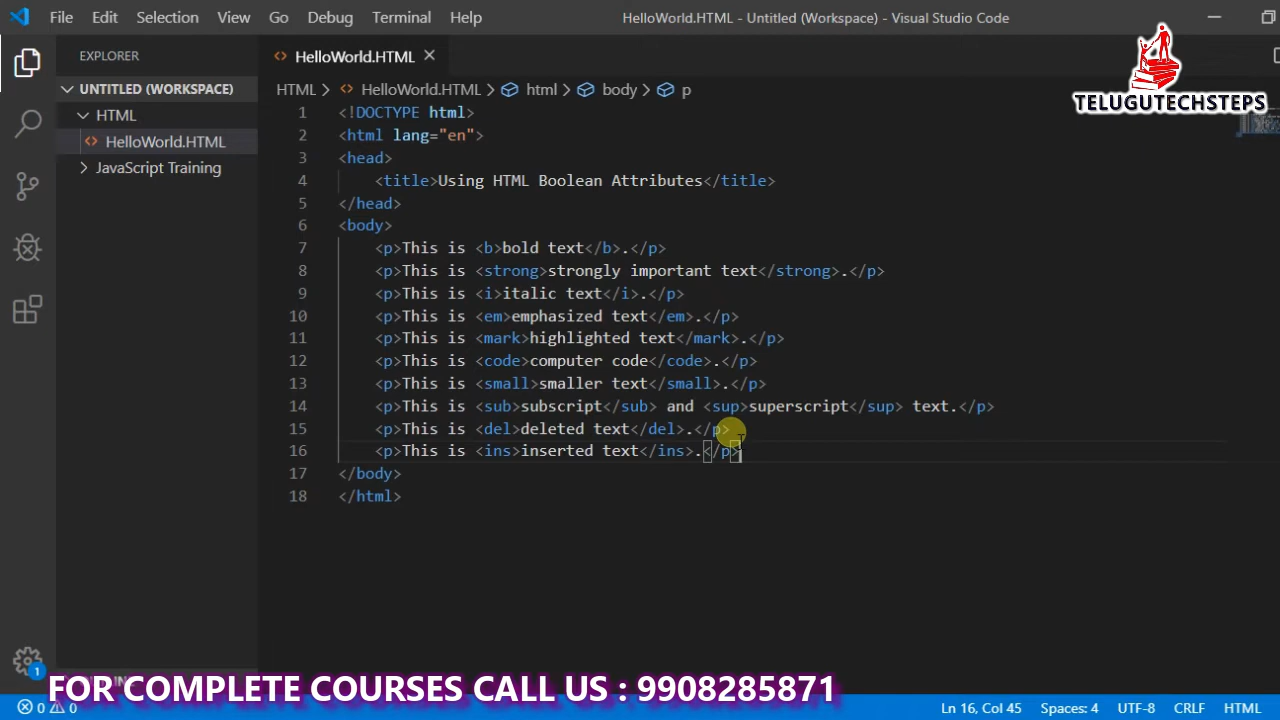 File Edit Selection View Go Debug Terminal Help HelloWorld.HTML - Untitled (Workspace) - Visual Studio Code
EXPLORER
HelloWorld.HTML
TELUGUTECHSTEPS
UNTITLED (WORKSPACE)
HTML
HelloWorld.HTML
JavaScript Training
HTML > HelloWorld.HTML > html > body > p
1 <!DOCTYPE html>
2 <html lang="en">
3 <head>
4 <title>Using HTML Boolean Attributes</title>
5 </head>
6 <body>
7 <p>This is <b>bold text</b>.</p>
8 <p>This is <strong>strongly important text</strong>.</p>
9 <p>This is <i>italic text</i>.</p>
10 <p>This is <em>emphasized text</em>.</p>
11 <p>This is <mark>highlighted text</mark>.</p>
12 <p>This is <code>computer code</code>.</p>
13 <p>This is <small>smaller text</small>.</p>
14 <p>This is <sub>subscript</sub> and <sup>superscript</sup> text.</p>
15 <p>This is <del>deleted text</del>.</p>
16 <p>This is <ins>inserted text</ins>.</p>
17 </body>
18 </html>
1
FOR COMPLETE COURSES CALL US : 9908285871
0 0 Ln 16, Col 45 Spaces: 4 UTF-8 CRLF HTML